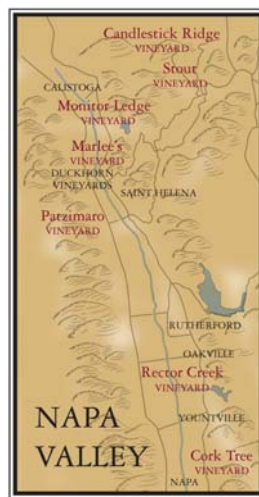 Candlestick Ridge
VINEYARD
Stout
VINEYARD
CALISTOGA
Monitor Ledge
VINEYARD
Marlee's
VINEYARD
DUCKHORN
VINEYARDS
SAINT HELENA
Patzimaro
VINEYARD
RUTHERFORD
OAKVILLE
Rector Creek
VINEYARD
YOUNTVILLE
NAPA
VALLEY
Cork Tree
VINEYARD
NAPA